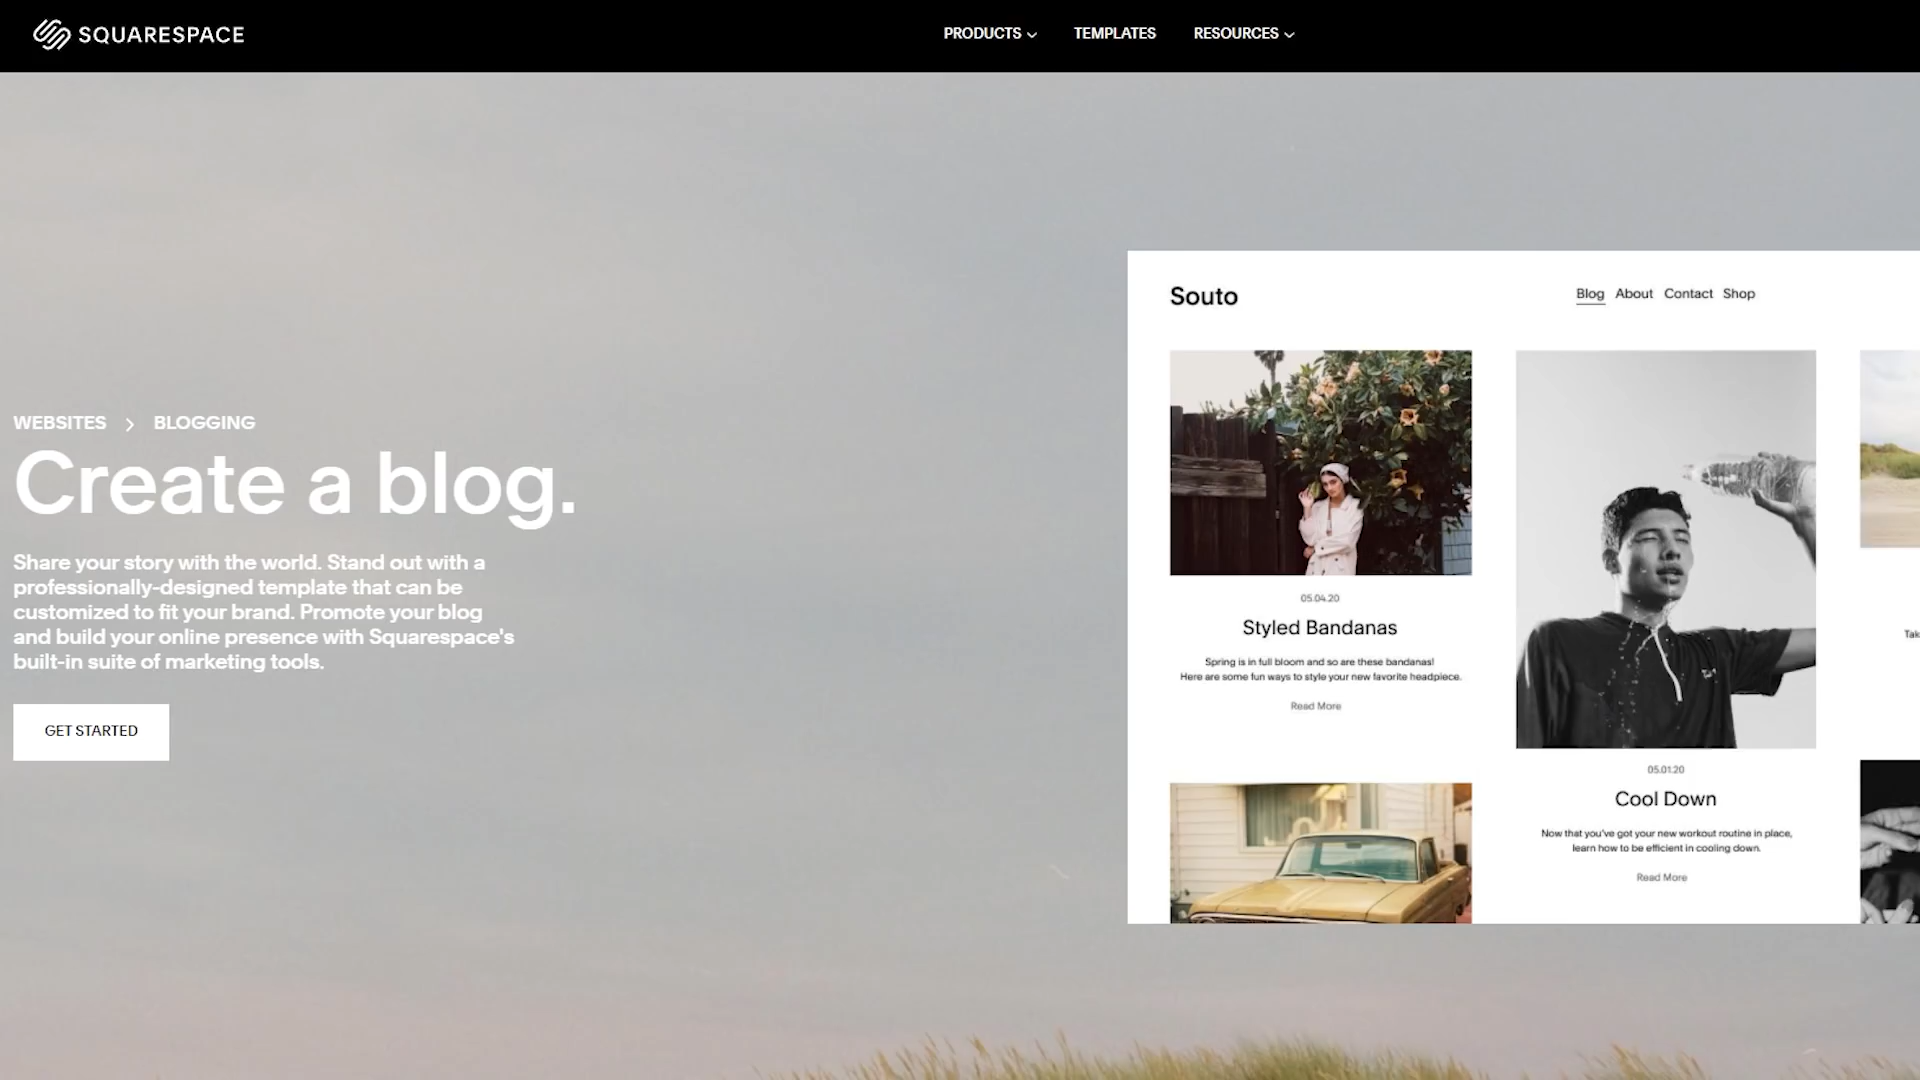 SQUARESPACE
PRODUCTS
TEMPLATES
RESOURCES
WEBSITES > BLOGGING
Create a blog.
Share your story with the world. Stand out with a
professionally-designed template that can be
customized to fit your brand. Promote your blog
and build your online presence with Squarespace's
built-in suite of marketing tools.
GET STARTED
Souto
Blog About Contact Shop
05.04.20
Styled Bandanas
Spring is in full bloom and so are these bandanas!
Here are some fun ways to style your new favorite headpiece.
Read More
05.01.20
Cool Down
Now that you've got your new workout routine in place,
learn how to be efficient in cooling down.
Read More